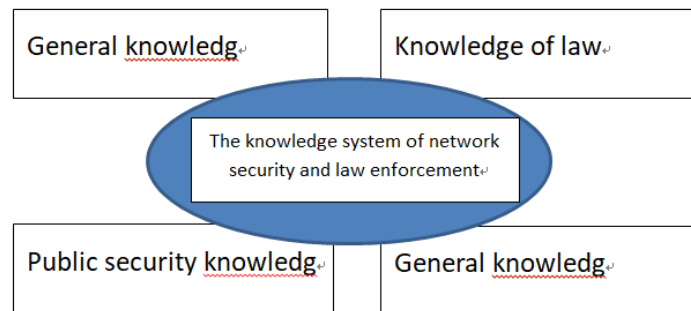 General knowledg
Knowledge of law
The knowledge system of network
security and law enforcement
Public security knowledg
General knowledg